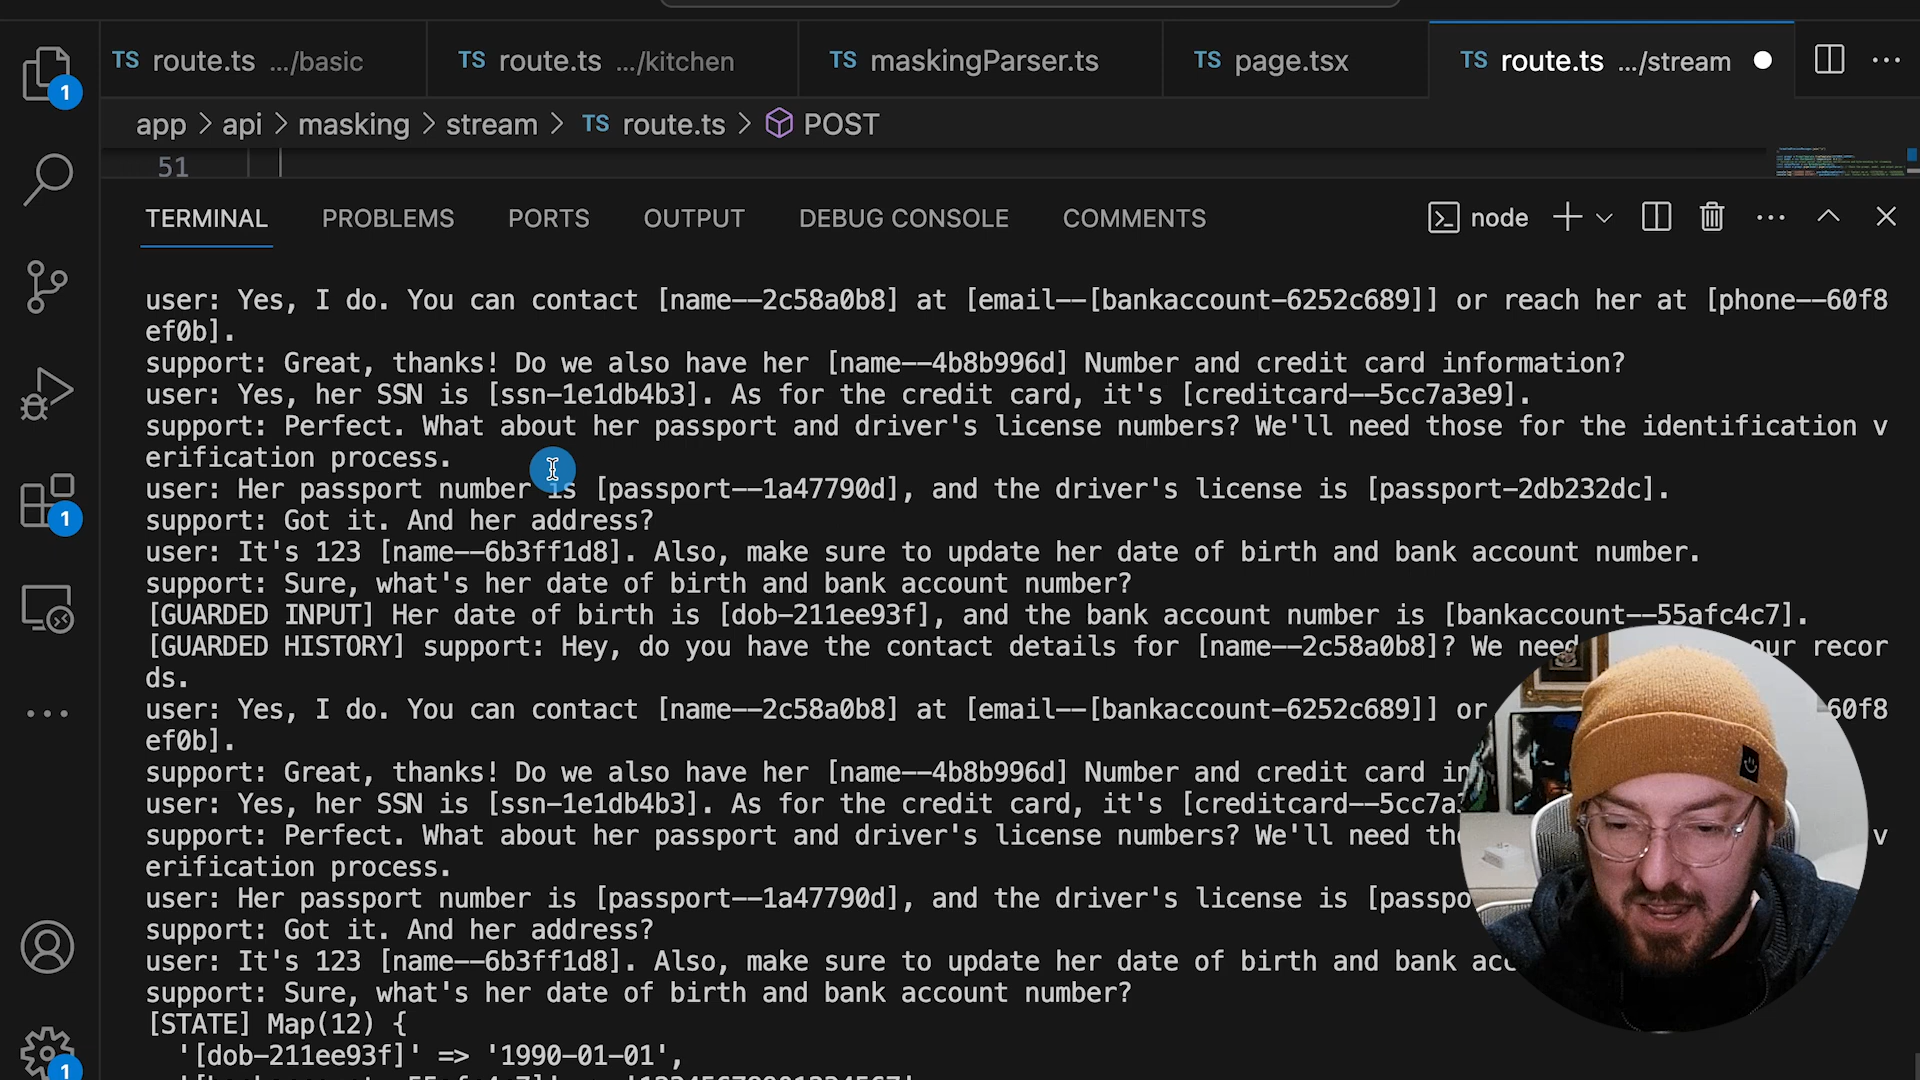 TS route.ts .../basic TS route.ts .../kitchen TS maskingParser.ts TS page.tsx TS route.ts .../stream
app > api > masking > stream > TS route.ts > POST
51
TERMINAL PROBLEMS PORTS OUTPUT DEBUG CONSOLE COMMENTS node
user: Yes, I do. You can contact [name--2c58a0b8] at [email--[bankaccount-6252c689]] or reach her at [phone--60f8
ef0b].
support: Great, thanks! Do we also have her [name--4b8b996d] Number and credit card information?
user: Yes, her SSN is [ssn-1e1db4b3]. As for the credit card, it's [creditcard--5cc7a3e9].
support: Perfect. What about her passport and driver's license numbers? We'll need those for the identification v
erification process.
user: Her passport number is [passport--1a47790d], and the driver's license is [passport-2db232dc].
support: Got it. And her address?
user: It's 123 [name--6b3ff1d8]. Also, make sure to update her date of birth and bank account number.
support: Sure, what's her date of birth and bank account number?
[GUARDED INPUT] Her date of birth is [dob-211ee93f], and the bank account number is [bankaccount--55afc4c7].
[GUARDED HISTORY] support: Hey, do you have the contact details for [name--2c58a0b8]? We need our recor
ds.
user: Yes, I do. You can contact [name--2c58a0b8] at [email--[bankaccount-6252c689]] or 60f8
ef0b].
support: Great, thanks! Do we also have her [name--4b8b996d] Number and credit card in
user: Yes, her SSN is [ssn-1e1db4b3]. As for the credit card, it's [creditcard--5cc7a
support: Perfect. What about her passport and driver's license numbers? We'll need th v
erification process.
user: Her passport number is [passport--1a47790d], and the driver's license is [passpo
support: Got it. And her address?
user: It's 123 [name--6b3ff1d8]. Also, make sure to update her date of birth and bank acc
support: Sure, what's her date of birth and bank account number?
[STATE] Map(12) {
'[dob-211ee93f]' => '1990-01-01',